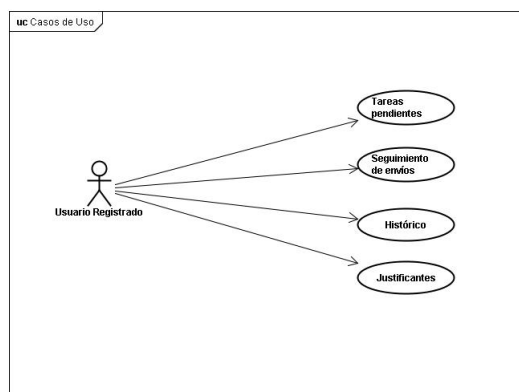 uc Casos de Uso
Tareas
pendientes
Seguimiento
de envíos
Usuario Registrado
Histórico
Justificantes